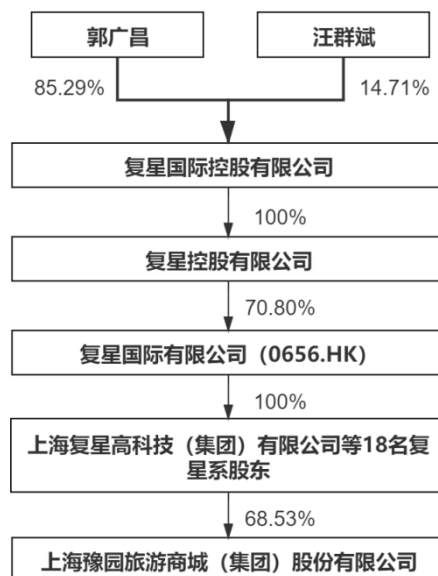 郭广昌
汪群斌
85.29%
14.71%
复星国际控股有限公司
100%
复星控股有限公司
70.80%
复星国际有限公司（0656.HK）
100%
上海复星高科技（集团）有限公司等18名复
星系股东
68.53%
上海豫园旅游商城（集团）股份有限公司